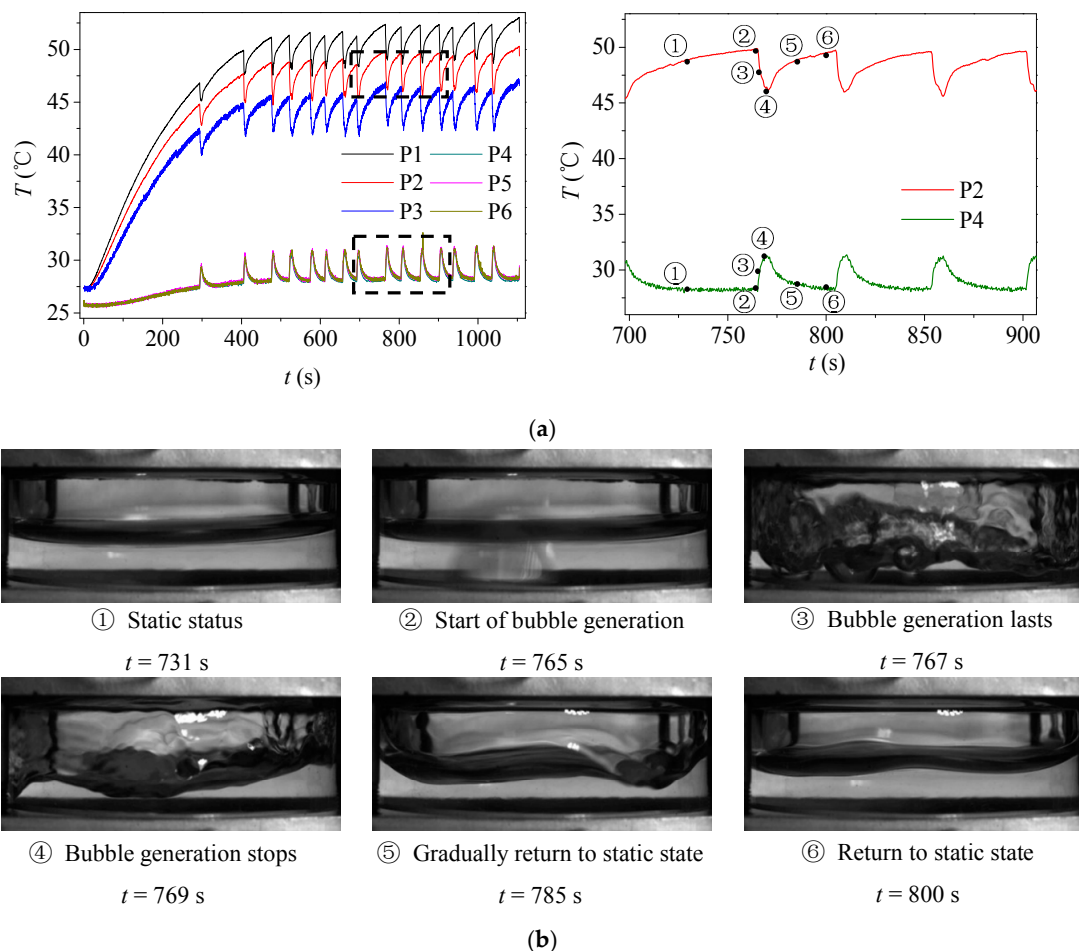 (a)
T (℃)
50
45
40
35
30
25
0 200 400 600 800 1000
t (s)
P1 P4
P2 P5
P3 P6
T (℃)
50
45
40
35
30
① ② ③ ④ ⑤ ⑥
P2
P4
① ② ③ ④ ⑤ ⑥
700 750 800 850 900
t (s)
① Static status
t = 731 s
② Start of bubble generation
t = 765 s
③ Bubble generation lasts
t = 767 s
④ Bubble generation stops
t = 769 s
⑤ Gradually return to static state
t = 785 s
⑥ Return to static state
t = 800 s
(b)